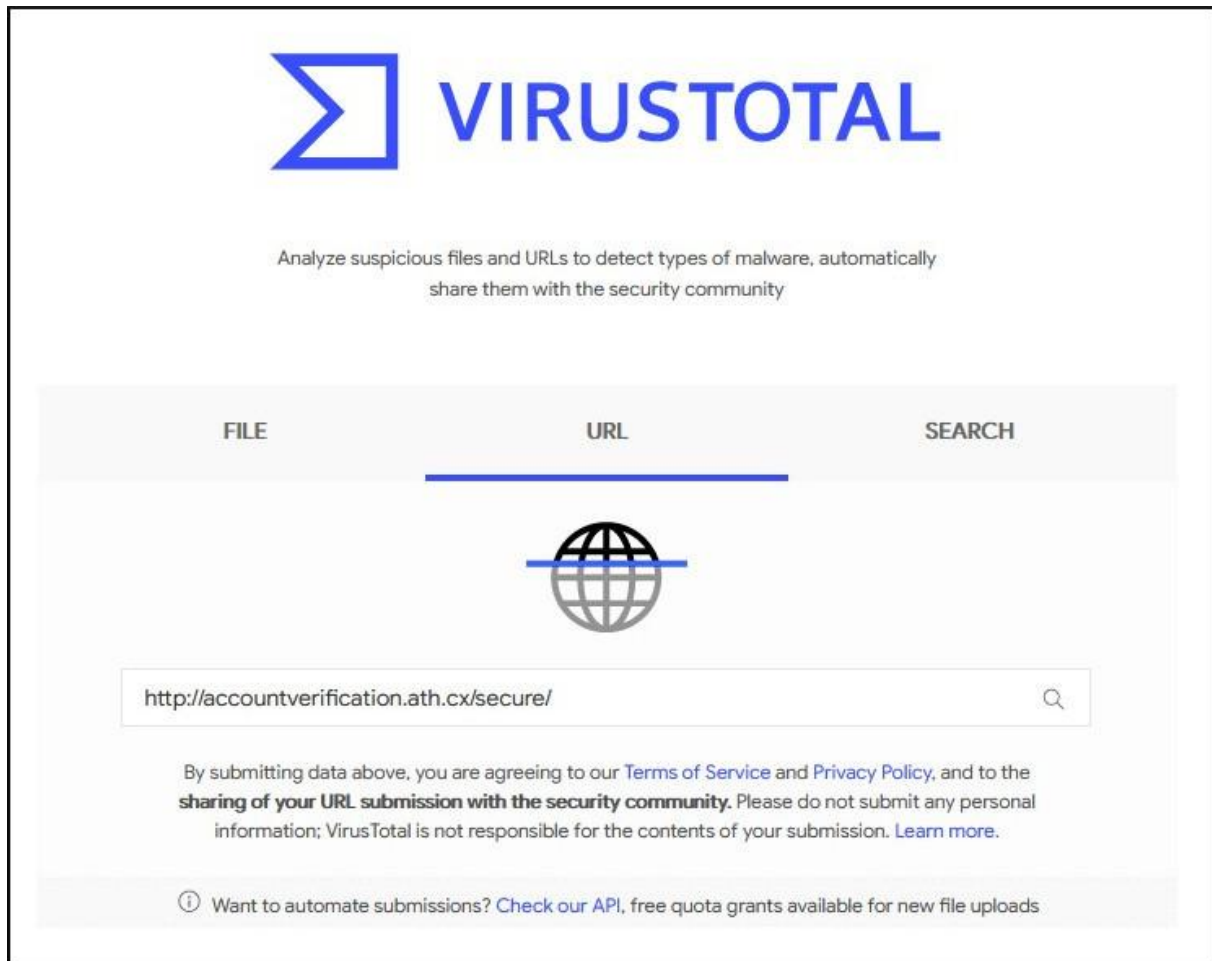 VIRUSTOTAL
Analyze suspicious files and URLs to detect types of malware, automatically
share them with the security community
FILE URL SEARCH
http://accountverification.ath.cx/secure/
By submitting data above, you are agreeing to our Terms of Service and Privacy Policy, and to the
sharing of your URL submission with the security community. Please do not submit any personal
information; VirusTotal is not responsible for the contents of your submission. Learn more.
Want to automate submissions? Check our API, free quota grants available for new file uploads